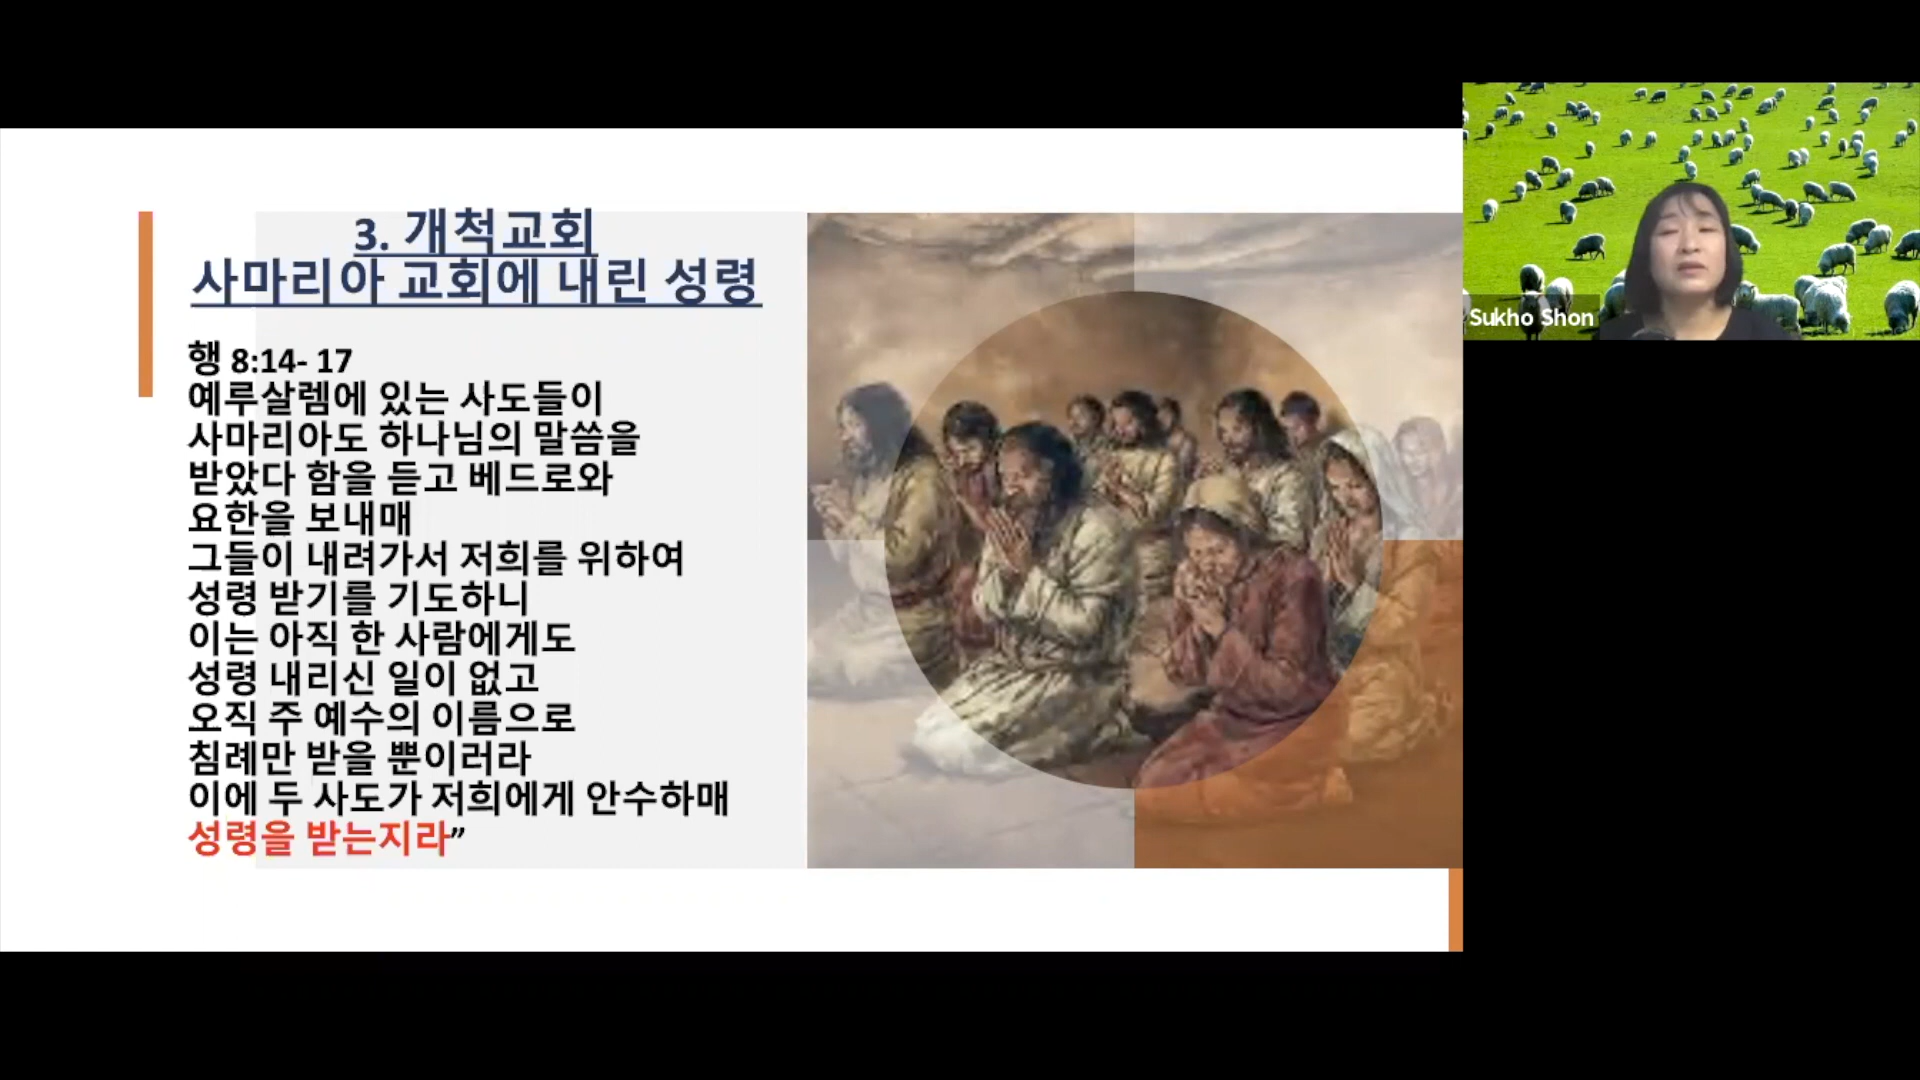 3. 개척교회
사마리아 교회에 내린 성령
행 8:14- 17
예루살렘에 있는 사도들이
사마리아도 하나님의 말씀을
받았다 함을 듣고 베드로와
요한을 보내매
그들이 내려가서 저희를 위하여
성령 받기를 기도하니
이는 아직 한 사람에게도
성령 내리신 일이 없고
오직 주 예수의 이름으로
침례만 받을 뿐이러라
이에 두 사도가 저희에게 안수하매
성령을 받는지라”
Sukho Shon